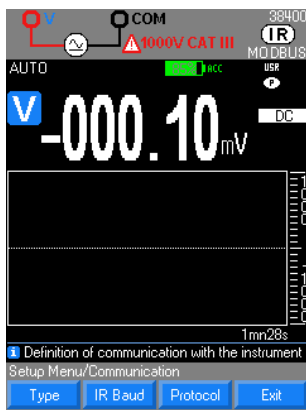 V COM 38400
1000V CAT III IR
MODBUS
AUTO ACC USR
P
V -000.10 mV DC
1mn28s
i Definition of communication with the instrument
Setup Menu/Communication
Type IR Baud Protocol Exit